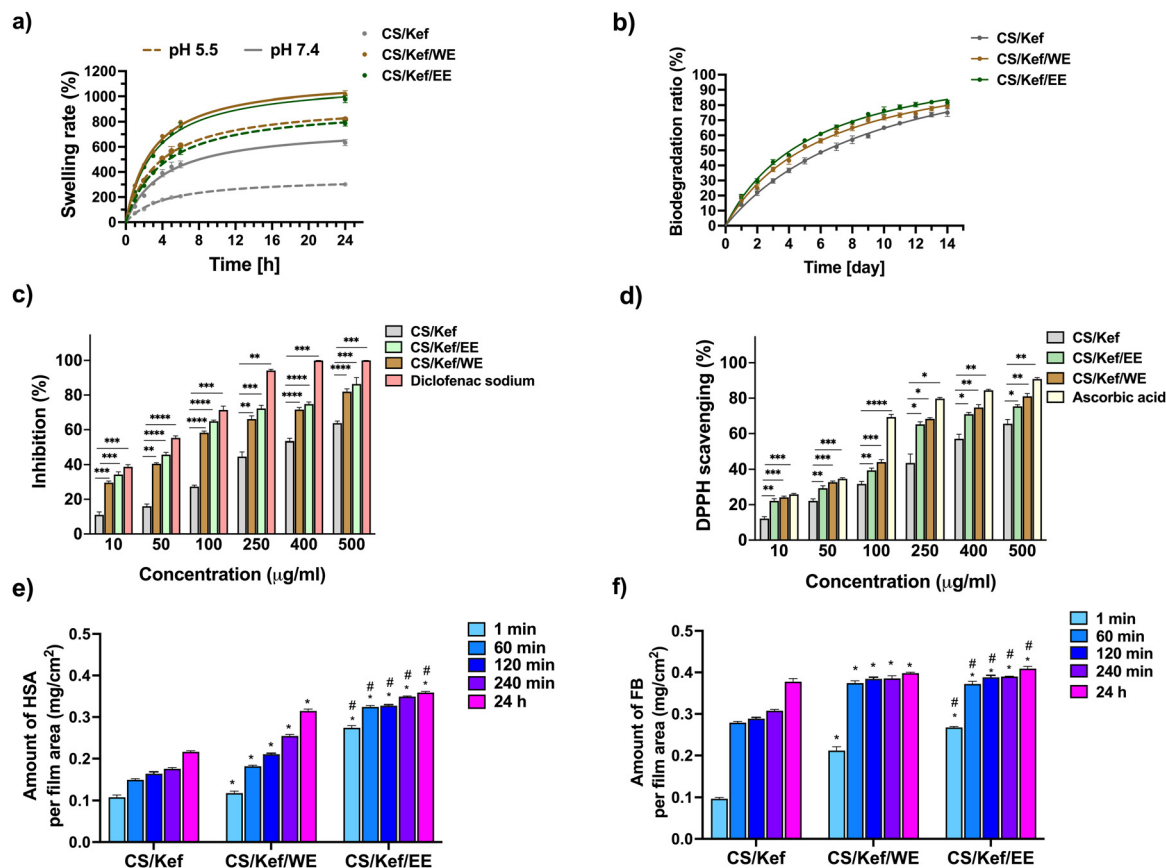 a)
pH 5.5
pH 7.4
CS/Kef
CS/Kef/WE
CS/Kef/EE
Swelling rate (%)
1200
1000
800
600
400
200
0
0 4 8 12 16 20 24
Time [h]
b)
CS/Kef
CS/Kef/WE
CS/Kef/EE
Biodegradation ratio (%)
100
90
80
70
60
50
40
30
20
10
0
0 2 4 6 8 10 12 14
Time [day]
c)
CS/Kef
CS/Kef/EE
CS/Kef/WE
Diclofenac sodium
Inhibition (%)
100
80
60
40
20
0
*** *** ***
**** **** **
*** **** ****
** *** **
*** **** ****
*** *** ****
10 50 100 250 400 500
Concentration (μg/ml)
d)
CS/Kef
CS/Kef/EE
CS/Kef/WE
Ascorbic acid
DPPH scavenging (%)
100
80
60
40
20
0
*** *** **
*** *** **
**** *** **
* * *
** ** *
** ** *
10 50 100 250 400 500
Concentration (μg/ml)
e)
1 min
60 min
120 min
240 min
24 h
Amount of HSA
per film area (mg/cm²)
0.5
0.4
0.3
0.2
0.1
0.0
* * * * *
# # # # #
* * * * *
CS/Kef CS/Kef/WE CS/Kef/EE
f)
1 min
60 min
120 min
240 min
24 h
Amount of FB
per film area (mg/cm²)
0.5
0.4
0.3
0.2
0.1
0.0
* * * * *
# # # # #
* * * * *
CS/Kef CS/Kef/WE CS/Kef/EE